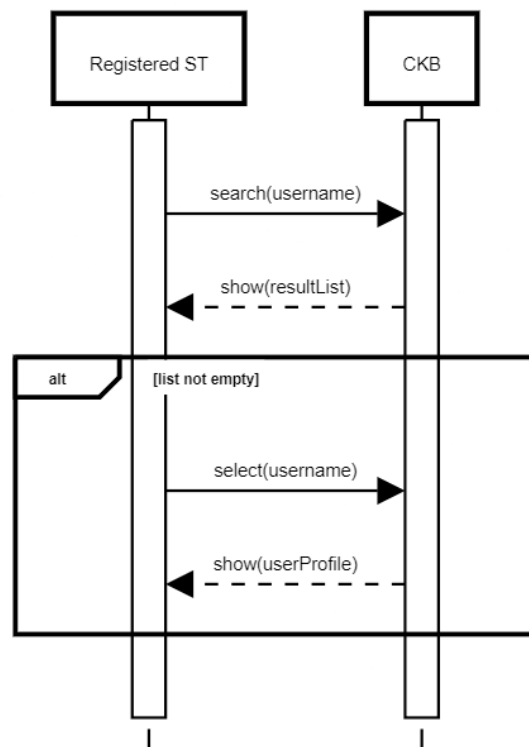 Registered ST
CKB
search(username)
show(resultList)
alt
[list not empty]
select(username)
show(userProfile)